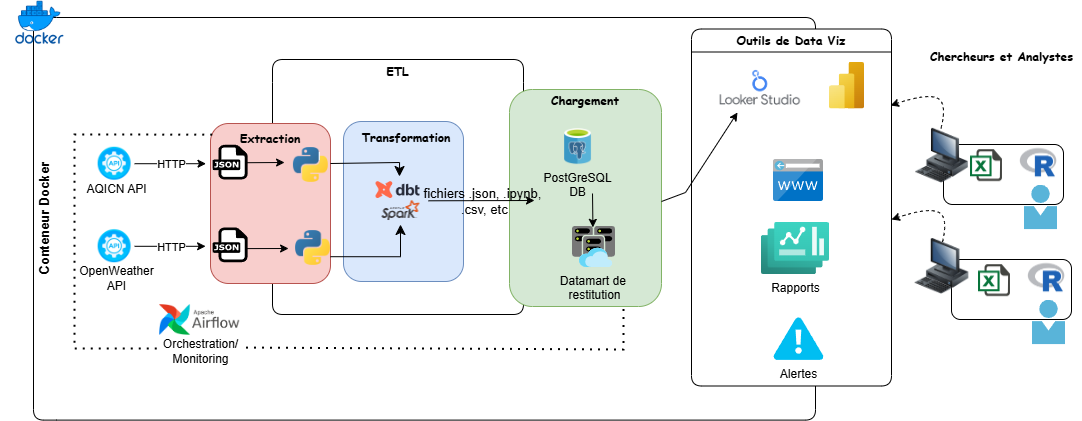 docker
Conteneur Docker
ETL
Extraction
API
AQICN API
HTTP
JSON
API
OpenWeather
API
HTTP
JSON
Transformation
dbt
APACHE
Spark
fichiers .json, .ipynb,
.csv, etc
Chargement
PostGreSQL
DB
Datamart de
restitution
Apache
Airflow
Orchestration/
Monitoring
Outils de Data Viz
Looker Studio
WWW
Rapports
Alertes
Chercheurs et Analystes
X
R
X
R